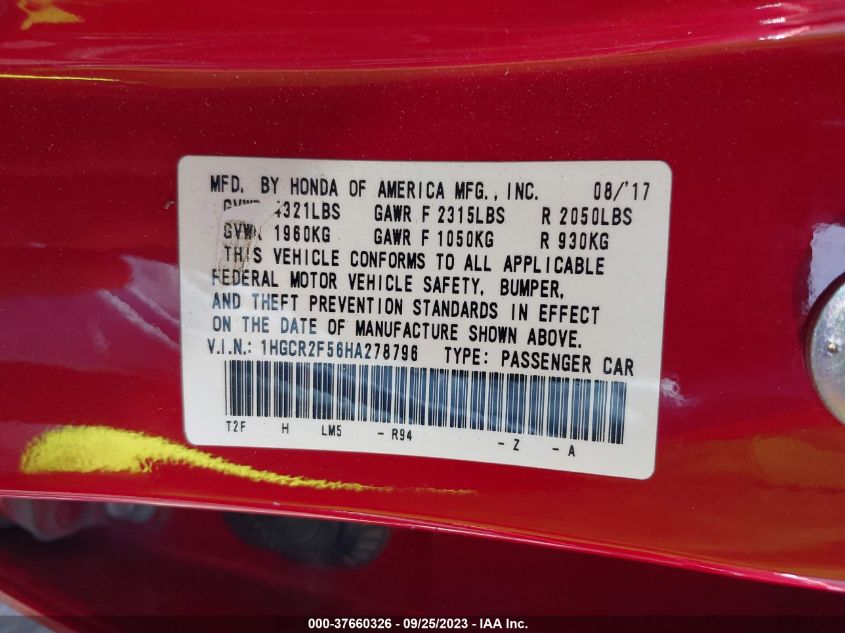 MFD. BY HONDA OF AMERICA MFG., INC. 08/'17
GVWR 4321LBS GAWR F 2315LBS R 2050LBS
GVWR 1960KG GAWR F 1050KG R 930KG
THIS VEHICLE CONFORMS TO ALL APPLICABLE
FEDERAL MOTOR VEHICLE SAFETY, BUMPER,
AND THEFT PREVENTION STANDARDS IN EFFECT
ON THE DATE OF MANUFACTURE SHOWN ABOVE.
V.I.N.: 1HGCR2F56HA278796 TYPE: PASSENGER CAR
T2F H LM5 - R94 - Z - A
000-37660326 / 09/25/2023 / IAA Inc.